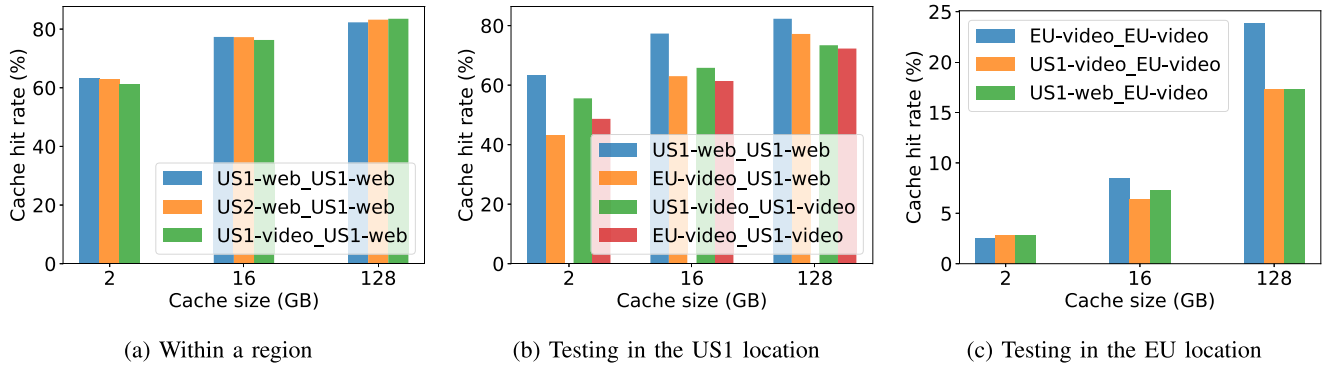 Cache hit rate (%)
80
60
40
20
0
US1-web_US1-web
US2-web_US1-web
US1-video_US1-web
2 16 128
Cache size (GB)
(a) Within a region
Cache hit rate (%)
80
60
40
20
0
US1-web_US1-web
EU-video_US1-web
US1-video_US1-video
EU-video_US1-video
2 16 128
Cache size (GB)
(b) Testing in the US1 location
Cache hit rate (%)
25
20
15
10
5
0
EU-video_EU-video
US1-video_EU-video
US1-web_EU-video
2 16 128
Cache size (GB)
(c) Testing in the EU location